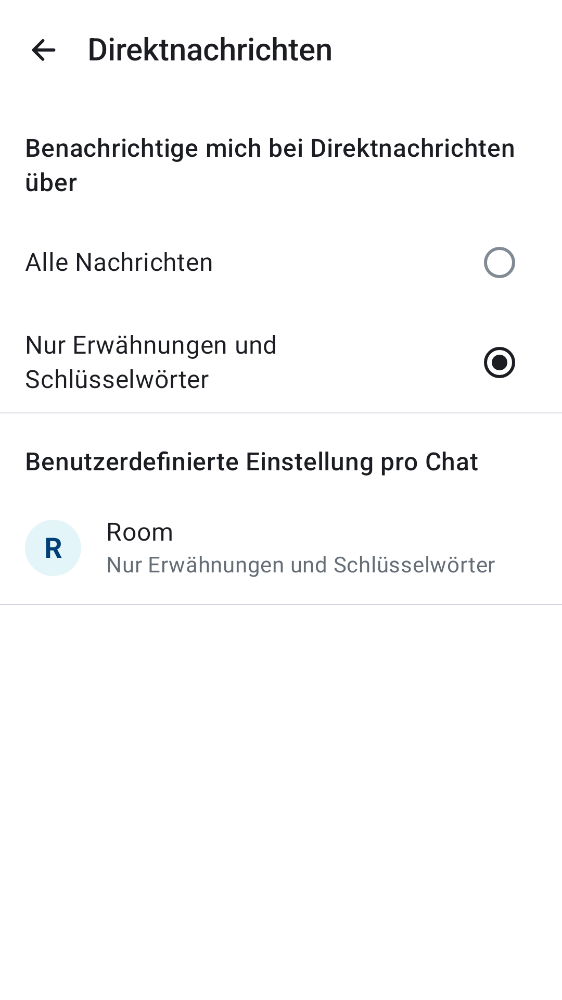 Direktnachrichten
Benachrichtige mich bei Direktnachrichten
über
Alle Nachrichten
Nur Erwähnungen und
Schlüsselwörter
Benutzerdefinierte Einstellung pro Chat
R
Room
Nur Erwähnungen und Schlüsselwörter